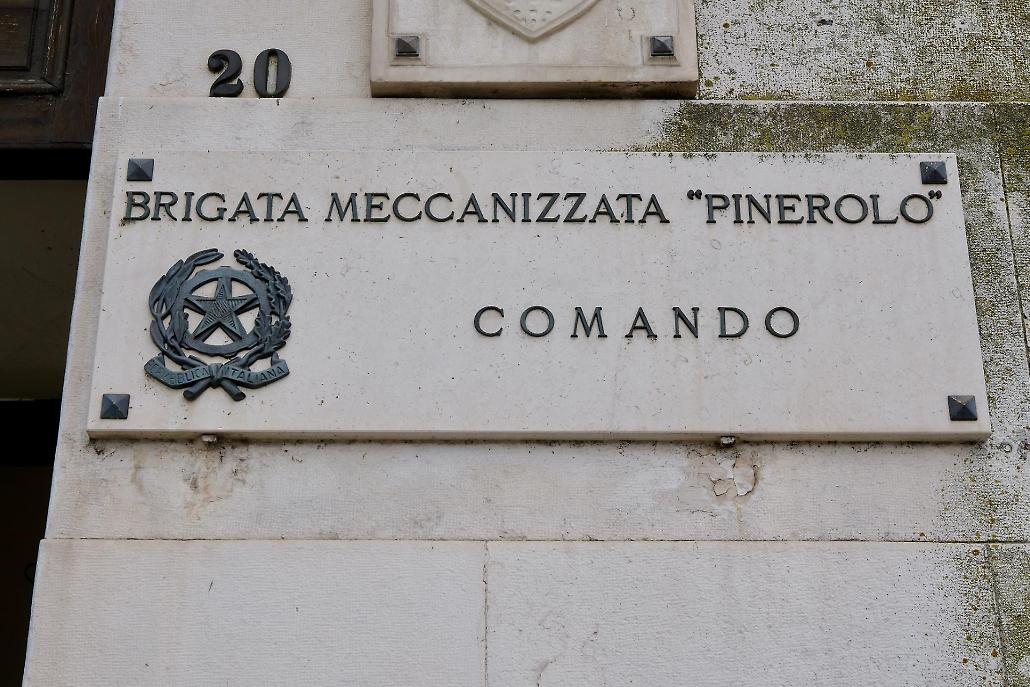 20
BRIGATA MECCANIZZATA "PINEROLO"
COMANDO
REPUBBLICA ITALIANA